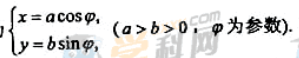 x = a cos φ,
y = b sin φ, (a > b > 0, φ 为参数).